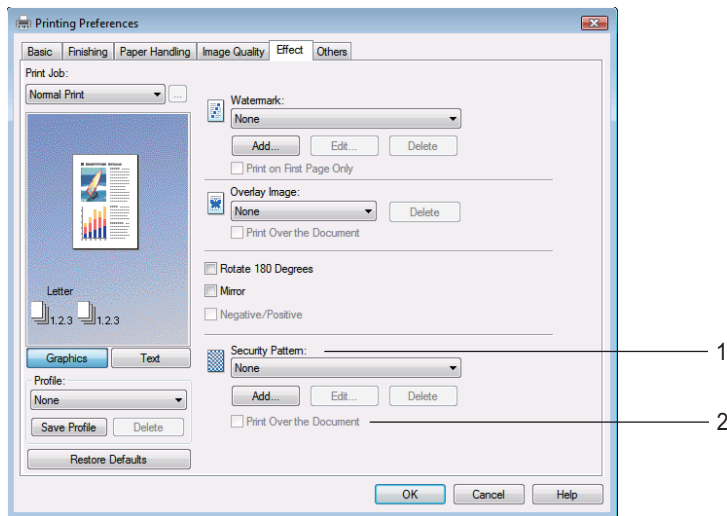 Printing Preferences
Basic Finishing Paper Handling Image Quality Effect Others
Print Job:
Normal Print ...
Letter
1.2.3 1.2.3
Graphics Text
Profile:
None
Save Profile Delete
Restore Defaults
Watermark:
None
Add... Edit... Delete
Print on First Page Only
Overlay Image:
None Delete
Print Over the Document
Rotate 180 Degrees
Mirror
Negative/Positive
Security Pattern: 1
None
Add... Edit... Delete
Print Over the Document 2
OK Cancel Help